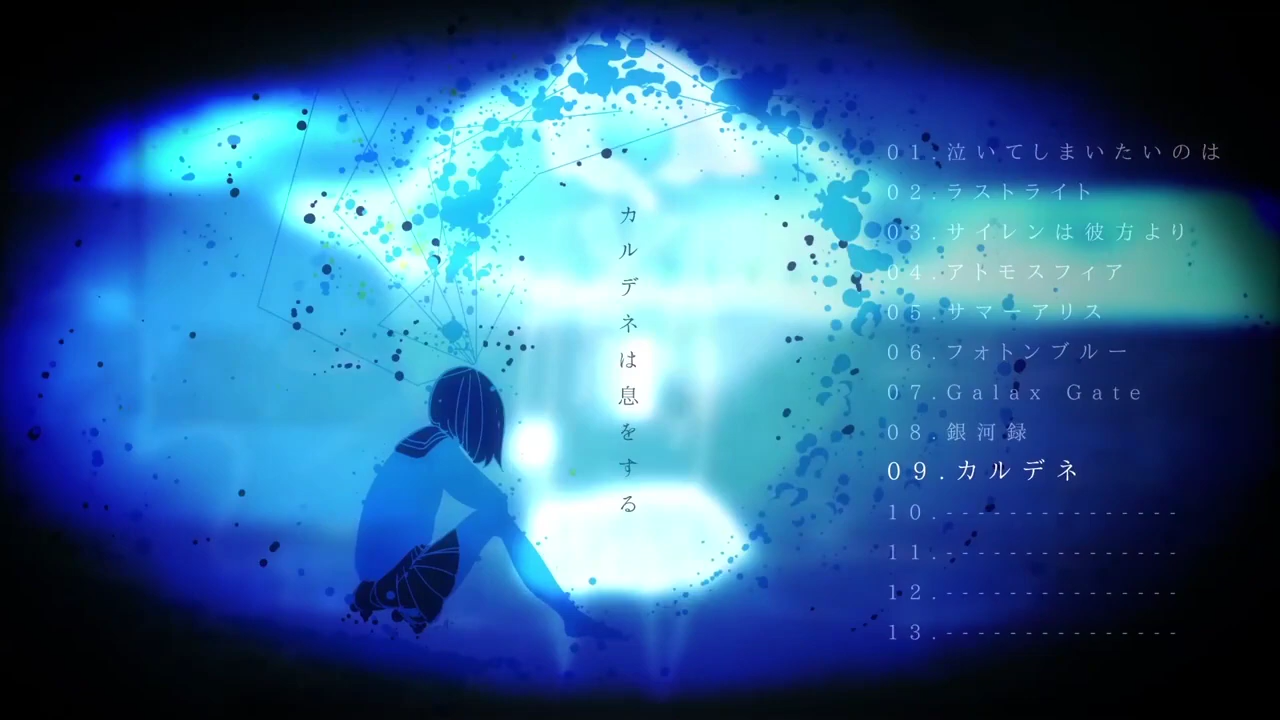 カルデネは息をする
01.泣いてしまいたいのは
02.ラストライト
03.サイレンは彼方より
04.アトモスフィア
05.サマーアリス
06.フォトンブルー
07.Galax Gate
08.銀河録
09.カルデネ
10.---------------
11.---------------
12.---------------
13.---------------